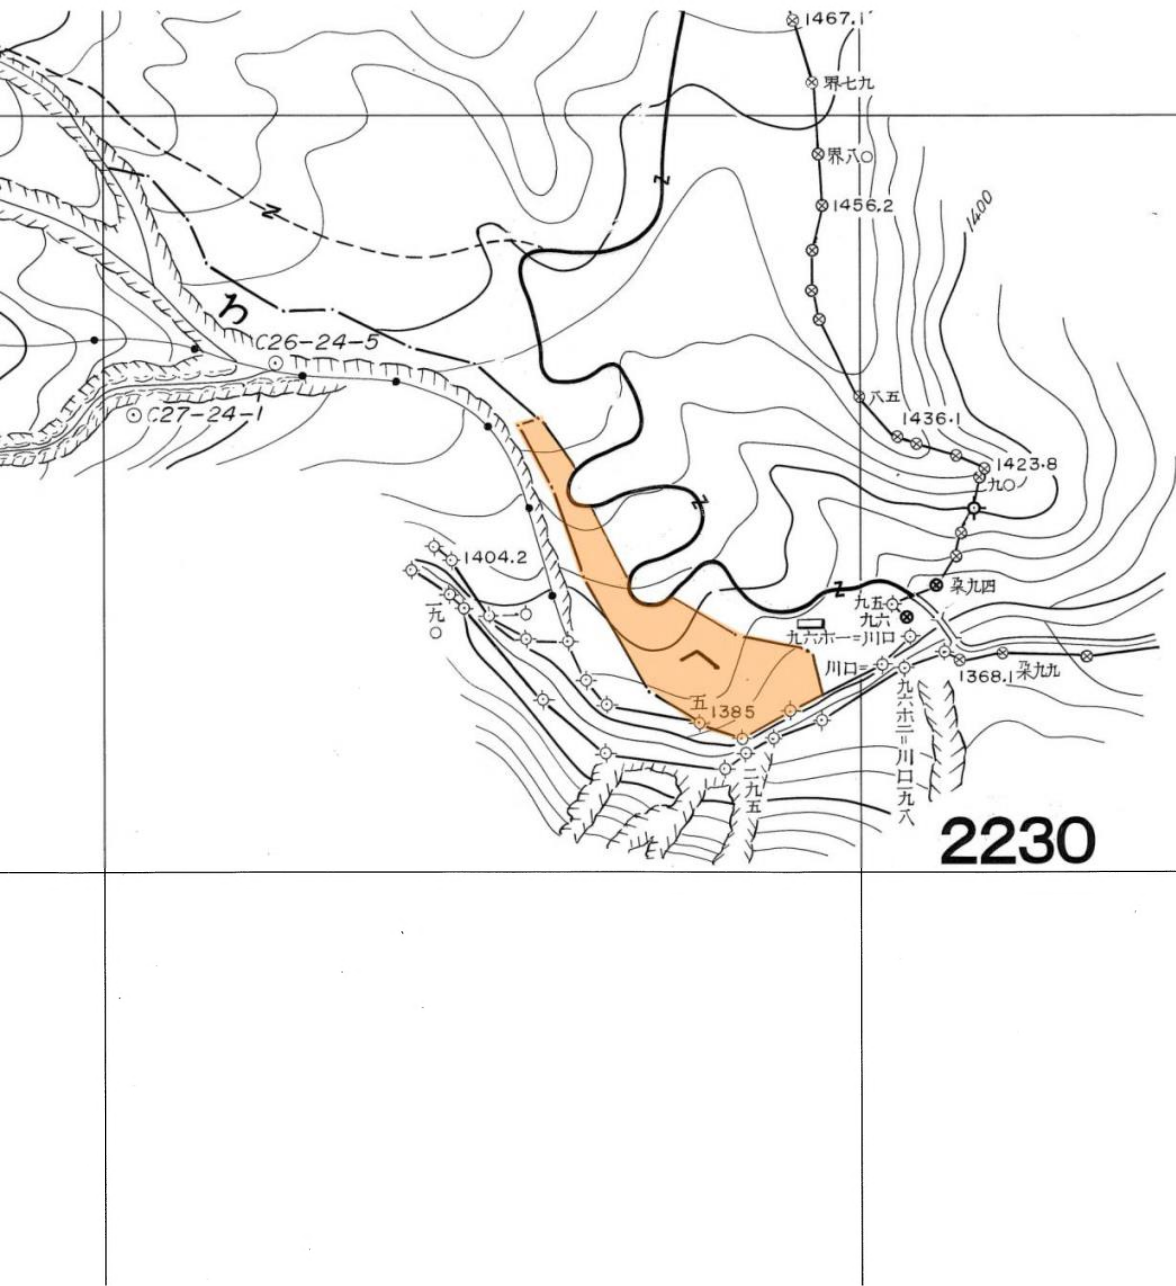 1467.1
界七九
界八〇
1456.2
1400
ろ
C26-24-5
C27-24-1
八五
1436.1
1423.8
九〇
1404.2
九四
九五
九六
九六ホ一=川口
川口=
一九〇
1368.1
九九
へ
五
1385
九六ホ二=川口一九八
二九五
2230